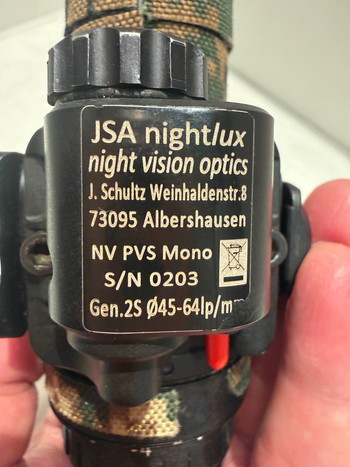 JSA nightlux
night vision optics
J. Schultz Weinhaldenstr.8
73095 Albershausen
NV PVS Mono
S/N 0203
Gen.2S Ø45-64lp/mm